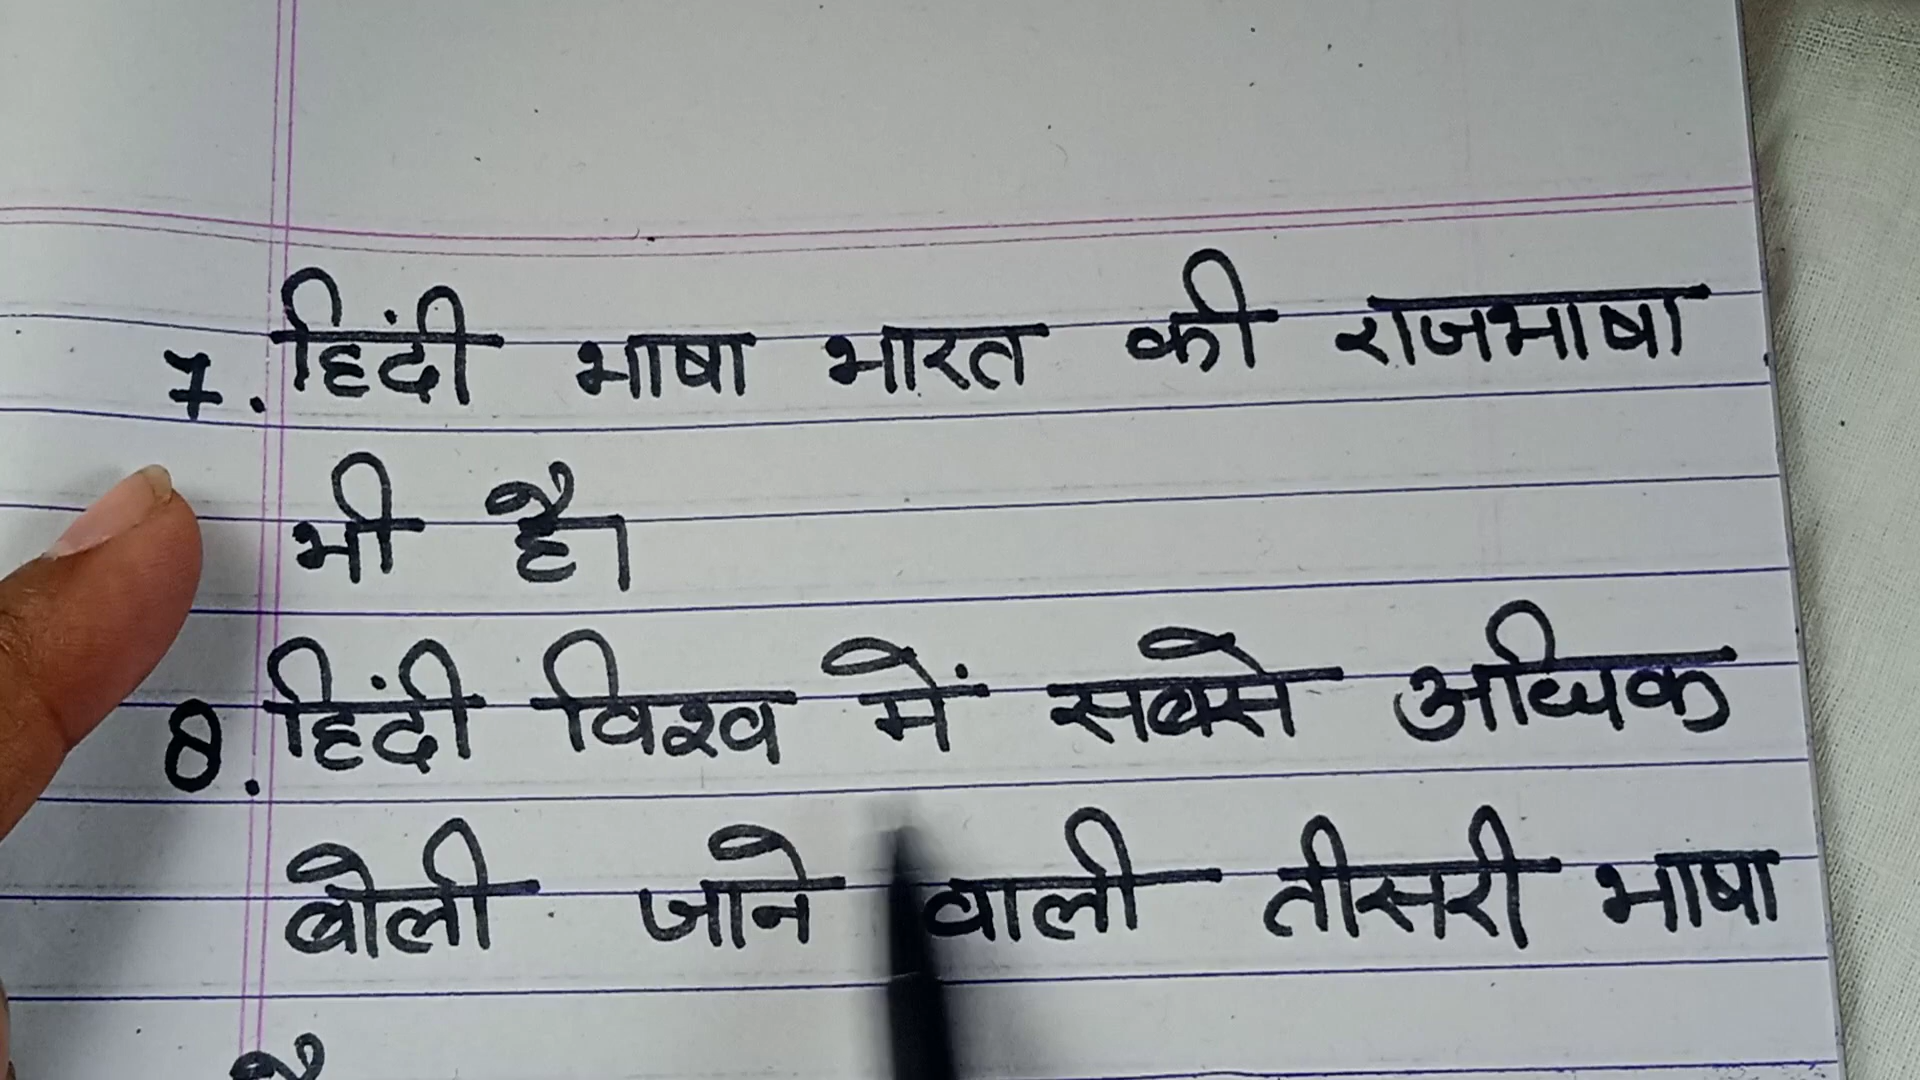 7. हिंदी भाषा भारत की राजभाषा
भी है।
8. हिंदी विश्व में सबसे अधिक
बोली जाने वाली तीसरी भाषा